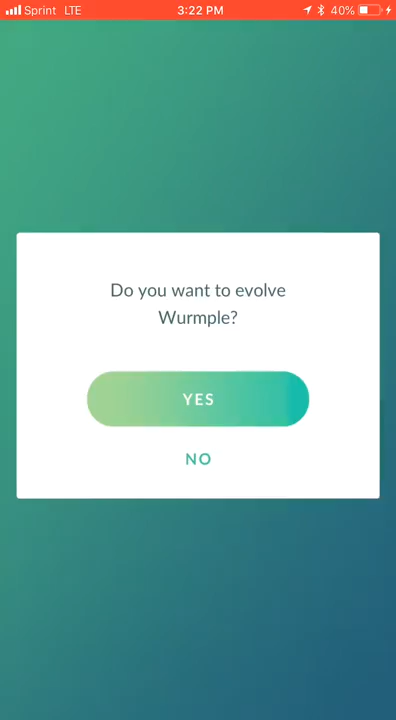 Sprint LTE 3:22 PM 40%
Do you want to evolve
Wurmple?
YES
NO